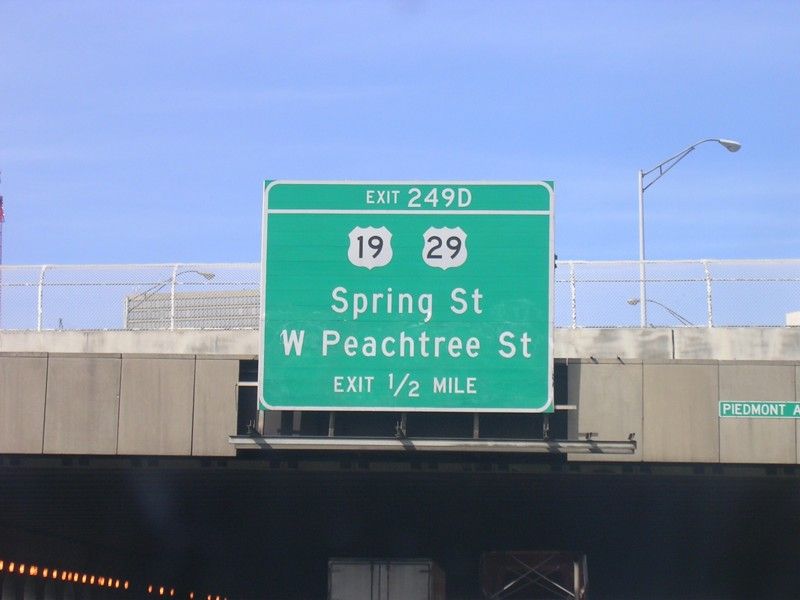 EXIT 249D
19 29
Spring St
W Peachtree St
EXIT 1/2 MILE
PIEDMONT A